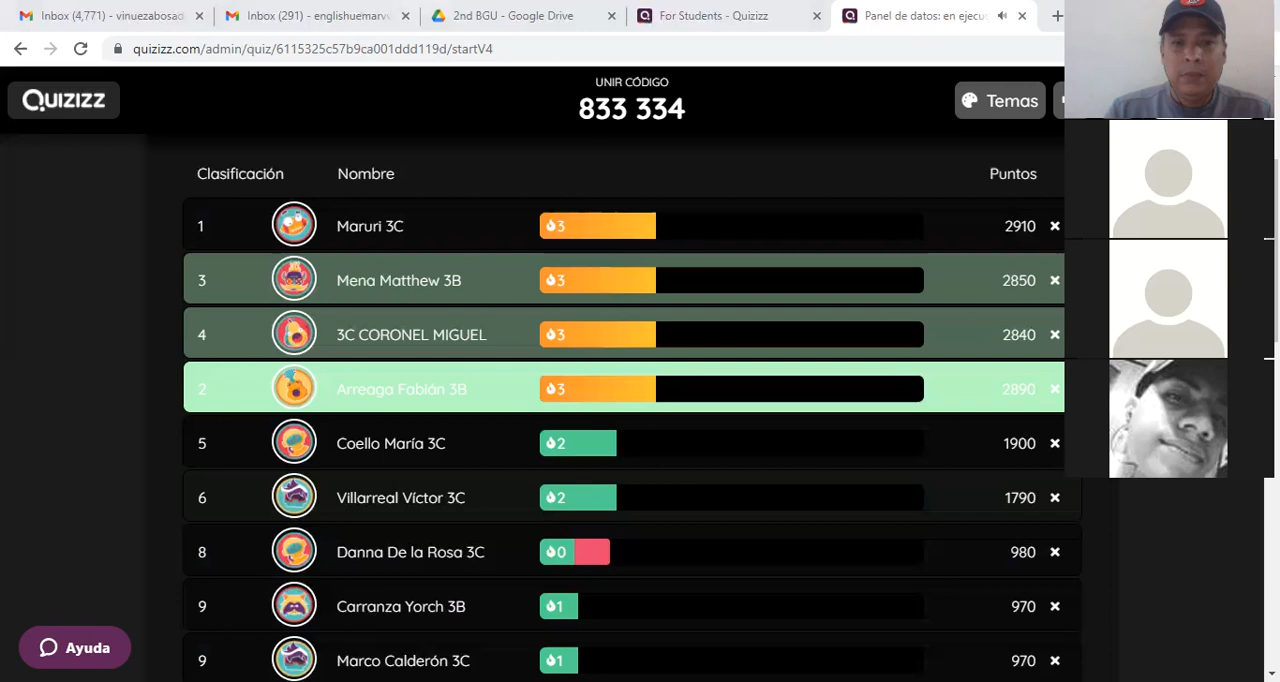 Inbox (4,771) - vinuezabosad
Inbox (291) - englishuemarv
2nd BGU - Google Drive
For Students - Quizizz
Panel de datos: en ejecu
quizizz.com/admin/quiz/6115325c57b9ca001ddd119d/startV4
Quizizz
UNIR CÓDIGO
833 334
Temas
Clasificación Nombre Puntos
1 Maruri 3C 3 2910
3 Mena Matthew 3B 3 2850
4 3C CORONEL MIGUEL 3 2840
2 Arreaga Fabián 3B 3 2890
5 Coello María 3C 2 1900
6 Villarreal Víctor 3C 2 1790
8 Danna De la Rosa 3C 0 980
9 Carranza Yorch 3B 1 970
9 Marco Calderón 3C 1 970
Ayuda